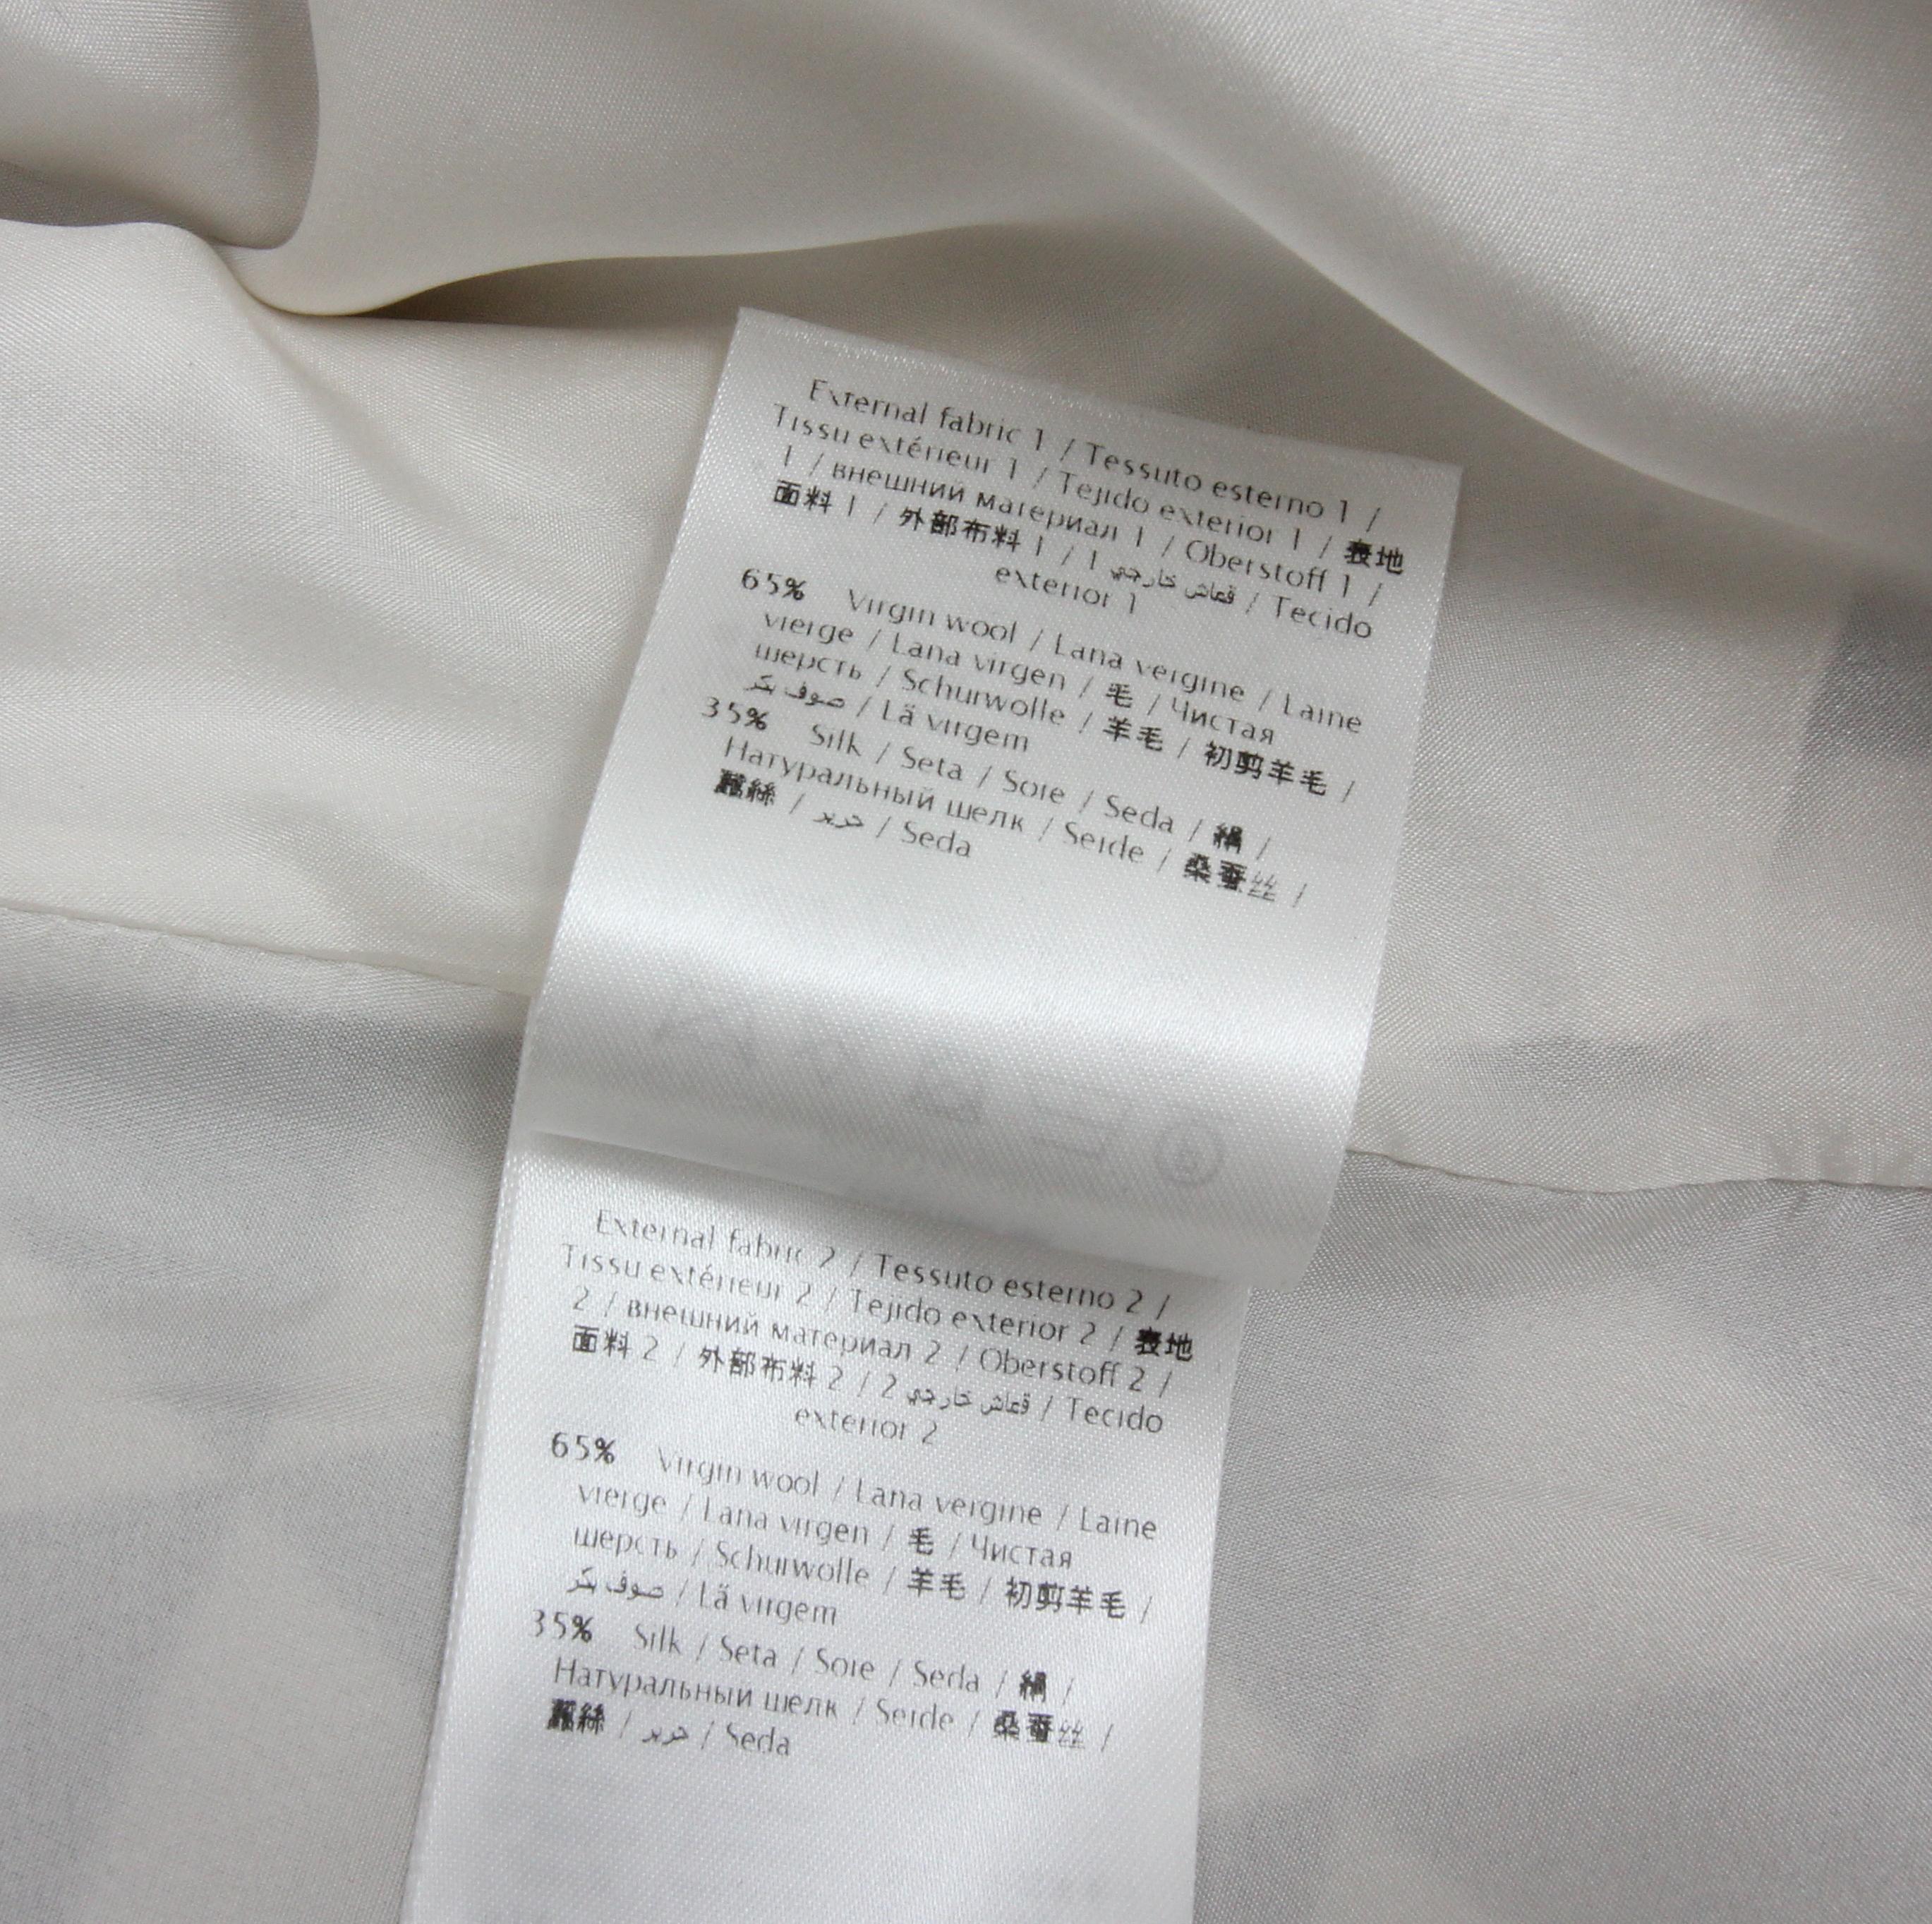 External fabric 1 / Tessuto esterno 1 /
Tissu extérieur 1 / Tejido exterior 1 / 表地
1 / внешний материал 1 / Oberstoff 1 /
面料 1 / 外部布料 1 / 1 قماش خارجي / Tecido
exterior 1
65% Virgin wool / Lana vergine / Laine
vierge / Lana virgen / 毛 / Чистая
шерсть / Schurwolle / 羊毛 / 初剪羊毛 /
صوف بكر / Lä virgem
35% Silk / Seta / Soie / Seda / 絹 /
Натуральный шелк / Seide / 桑蚕丝 /
蠶絲 / حرير / Seda
External fabric 2 / Tessuto esterno 2 /
Tissu extérieur 2 / Tejido exterior 2 / 表地
2 / внешний материал 2 / Oberstoff 2 /
面料 2 / 外部布料 2 / 2 قماش خارجي / Tecido
exterior 2
65% Virgin wool / Lana vergine / Laine
vierge / Lana virgen / 毛 / Чистая
шерсть / Schurwolle / 羊毛 / 初剪羊毛 /
صوف بكر / Lä virgem
35% Silk / Seta / Soie / Seda / 絹 /
Натуральный шелк / Seide / 桑蚕丝 /
蠶絲 / حرير / Seda